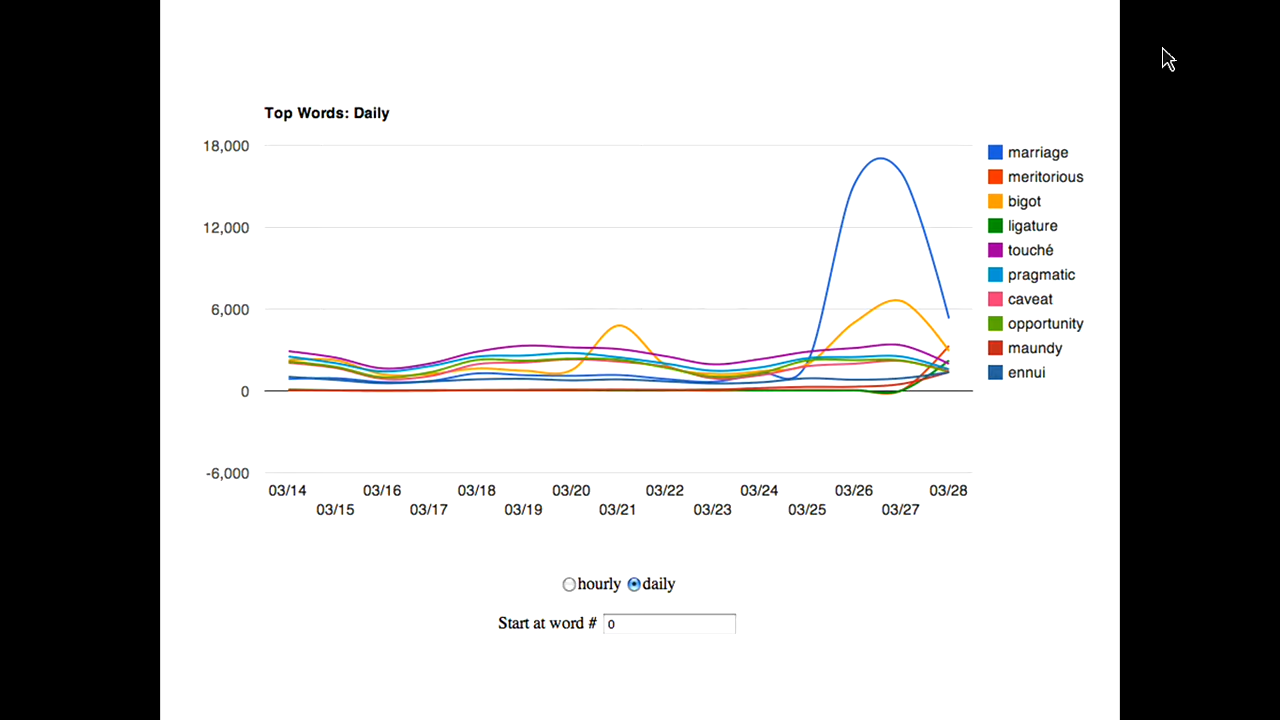 Top Words: Daily
18,000
12,000
6,000
0
-6,000
03/14
03/15
03/16
03/17
03/18
03/19
03/20
03/21
03/22
03/23
03/24
03/25
03/26
03/27
03/28
marriage
meritorious
bigot
ligature
touché
pragmatic
caveat
opportunity
maundy
ennui
hourly daily
Start at word # 0